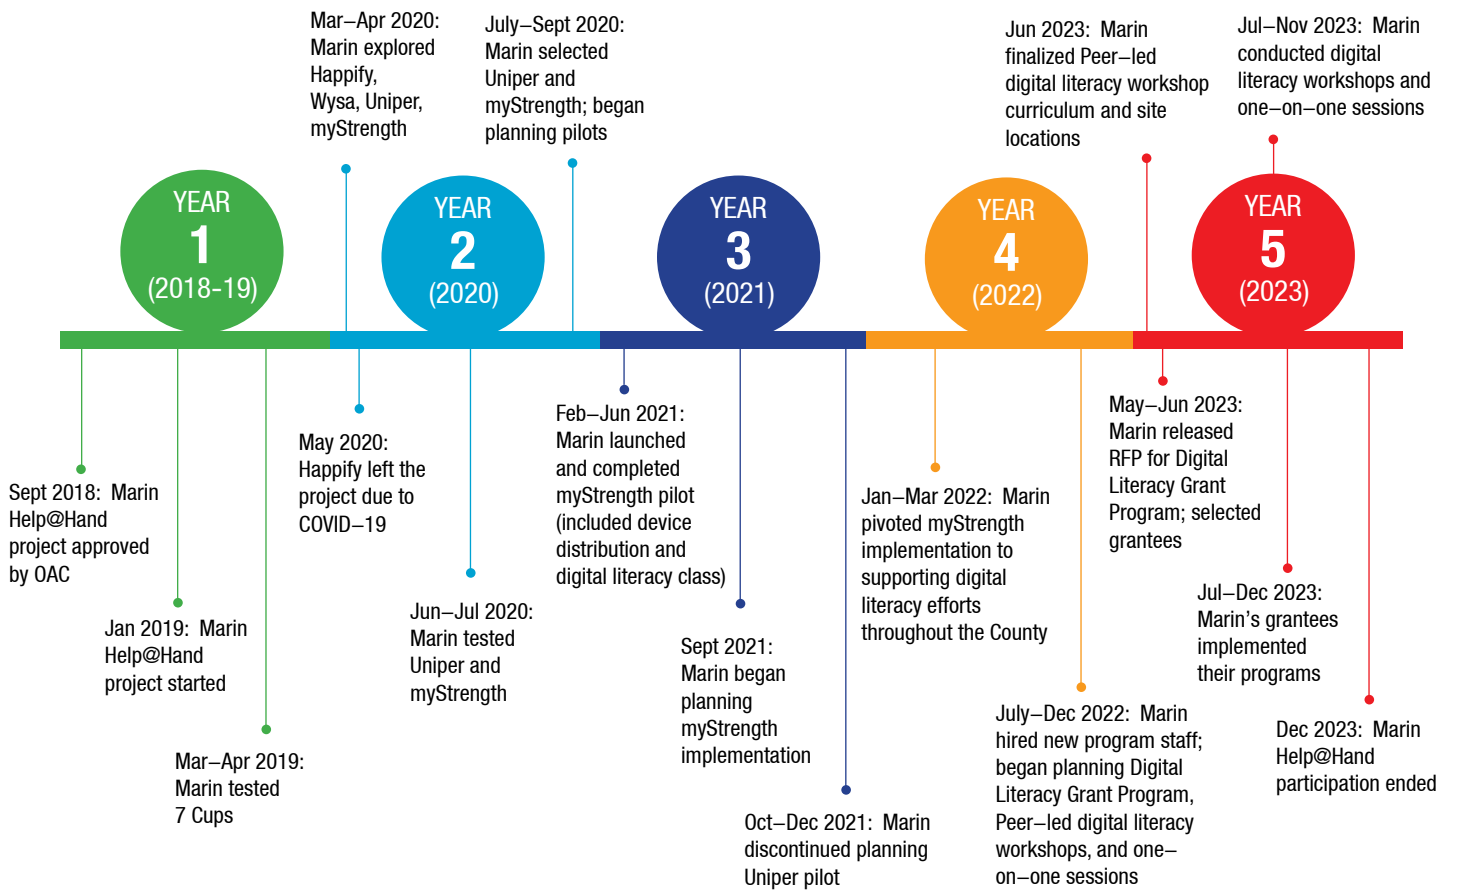 Mar–Apr 2020:
Marin explored
Happify,
Wysa, Uniper,
myStrength
July–Sept 2020:
Marin selected
Uniper and
myStrength; began
planning pilots
Jun 2023:  Marin
finalized Peer–led
digital literacy workshop
curriculum and site
locations
Jul–Nov 2023:  Marin
conducted digital
literacy workshops and
one–on–one sessions
YEAR
1
(2018-19)
YEAR
2
(2020)
YEAR
3
(2021)
YEAR
4
(2022)
YEAR
5
(2023)
Sept 2018:  Marin
Help@Hand
project approved
by OAC
Jan 2019:  Marin
Help@Hand
project started
Mar–Apr 2019:
Marin tested
7 Cups
May 2020:
Happify left the
project due to
COVID–19
Jun–Jul 2020:
Marin tested
Uniper and
myStrength
Feb–Jun 2021:
Marin launched
and completed
myStrength pilot
(included device
distribution and
digital literacy class)
Sept 2021:
Marin began
planning
myStrength
implementation
Oct–Dec 2021:  Marin
discontinued planning
Uniper pilot
Jan–Mar 2022:  Marin
pivoted myStrength
implementation to
supporting digital
literacy efforts
throughout the County
July–Dec 2022:  Marin
hired new program staff;
began planning Digital
Literacy Grant Program,
Peer–led digital literacy
workshops, and one–
on–one sessions
May–Jun 2023:
Marin released
RFP for Digital
Literacy Grant
Program; selected
grantees
Jul–Dec 2023:
Marin’s grantees
implemented
their programs
Dec 2023:  Marin
Help@Hand
participation ended